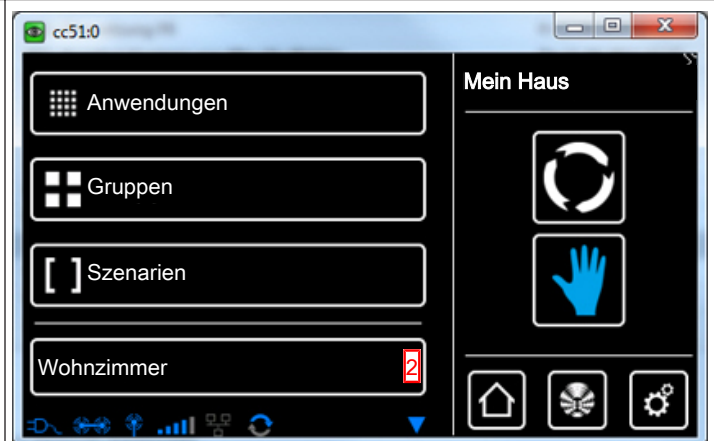 cc51:0
Anwendungen
Gruppen
Szenarien
Wohnzimmer 2
Mein Haus